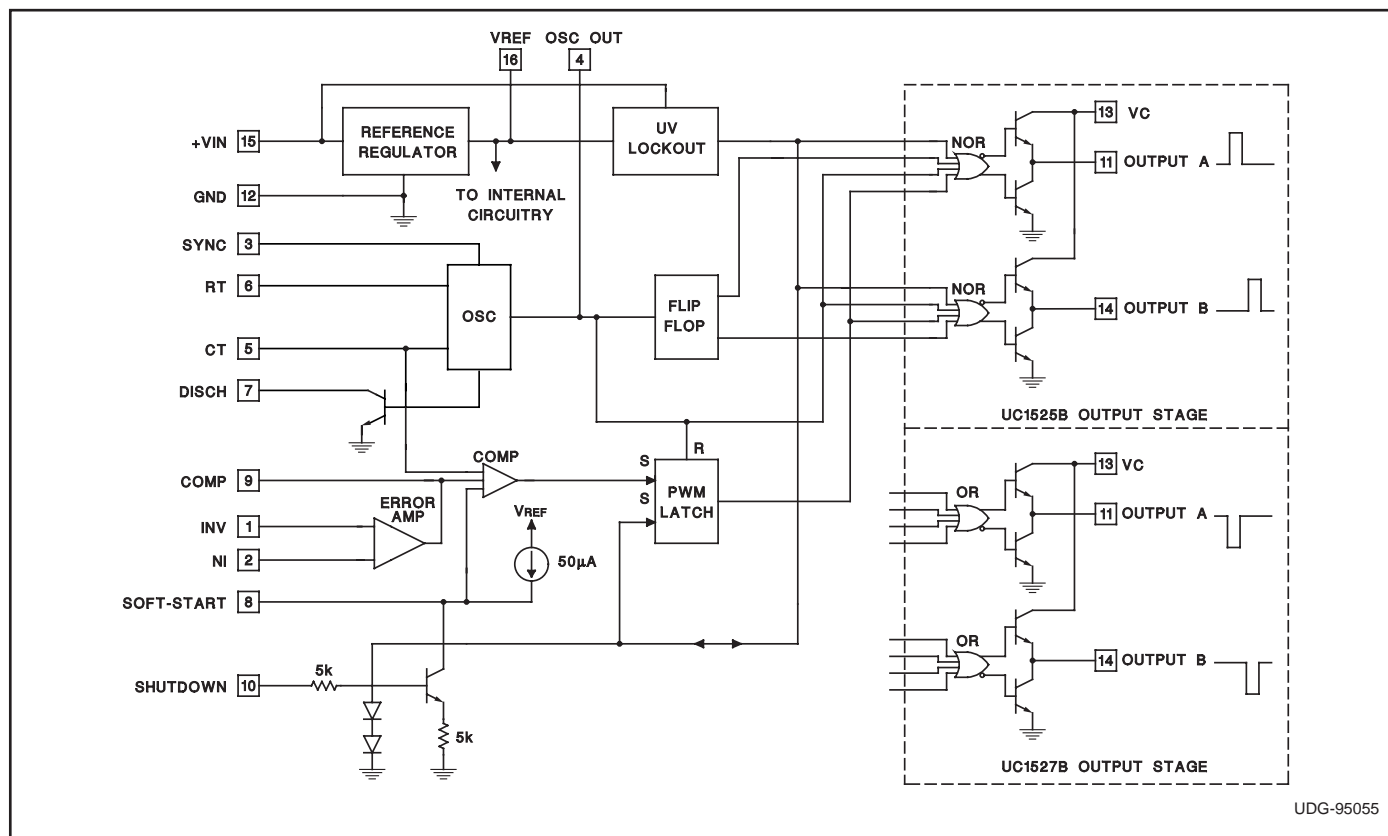 VREF OSC OUT
16
4
+VIN 15
REFERENCE
REGULATOR
UV
LOCKOUT
GND 12
TO INTERNAL
CIRCUITRY
SYNC 3
RT 6
OSC
CT 5
DISCH 7
FLIP
FLOP
COMP 9
COMP
S
S
R
PWM
LATCH
INV 1
ERROR
AMP
NI 2
VREF
50µA
SOFT-START 8
SHUTDOWN 10
5k
5k
NOR
13 VC
11 OUTPUT A
NOR
14 OUTPUT B
UC1525B OUTPUT STAGE
13 VC
OR
11 OUTPUT A
OR
14 OUTPUT B
UC1527B OUTPUT STAGE
UDG-95055